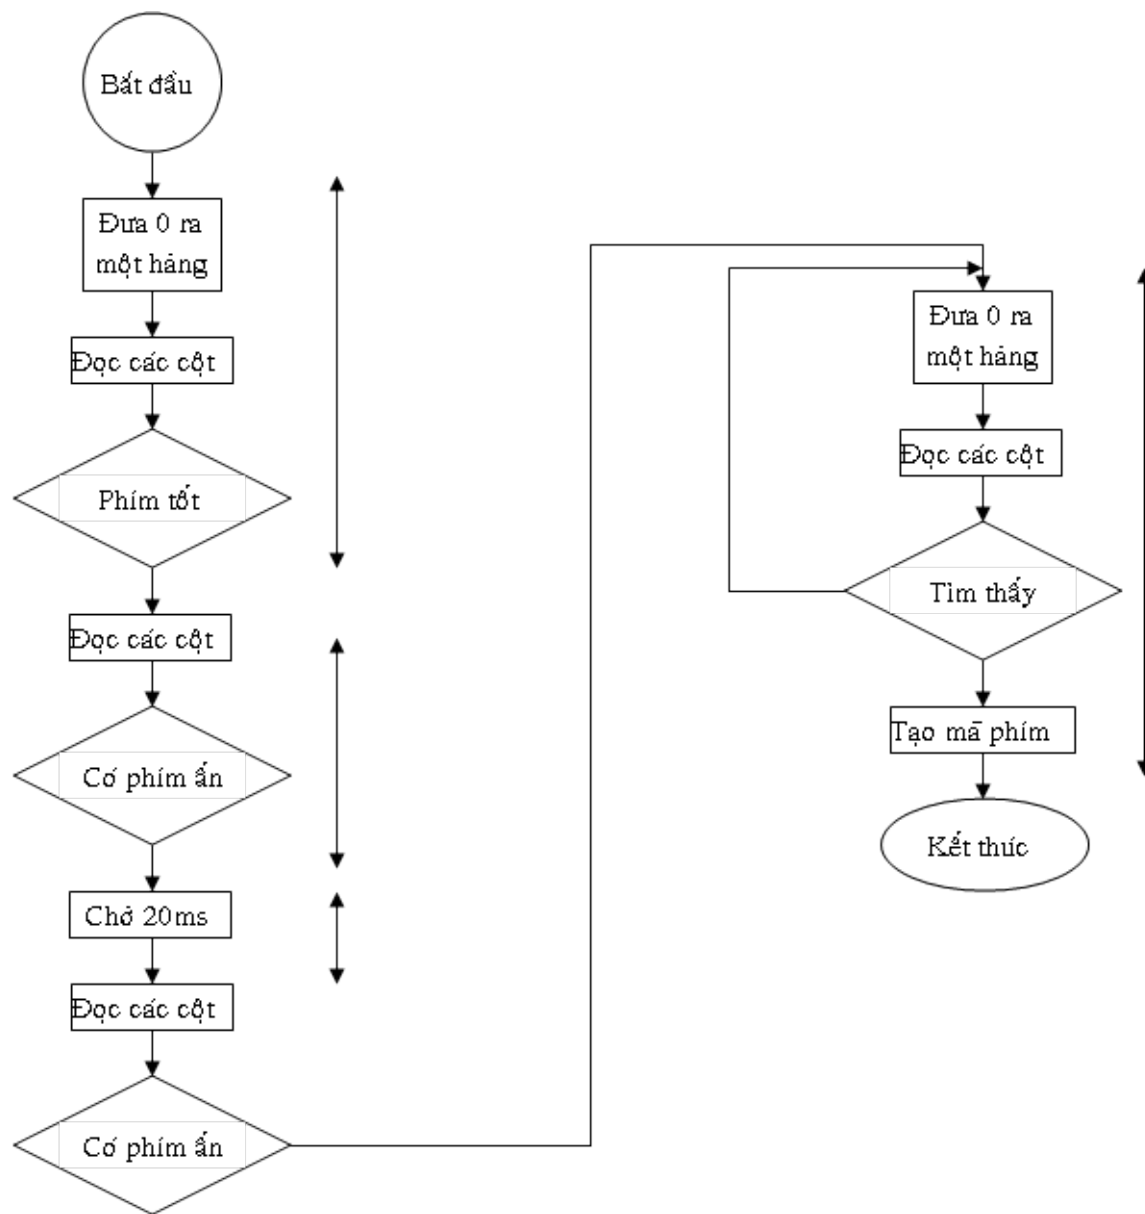 Bất đầu
Đưa 0 ra
một hàng
Đọc các cột
Phím tốt
Đọc các cột
Có phím ấn
Chờ 20ms
Đọc các cột
Có phím ấn
Đưa 0 ra
một hàng
Đọc các cột
Tìm thấy
Tạo mã phím
Kết thúc